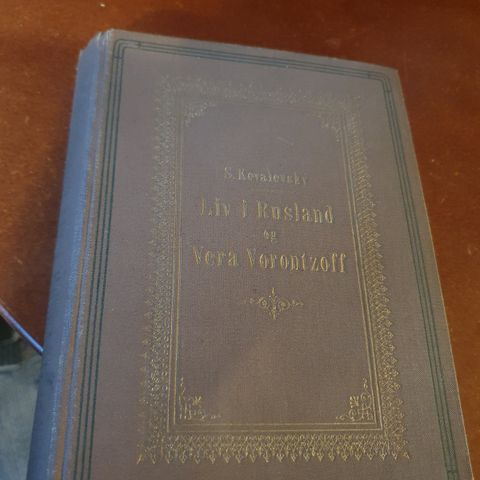 S. Kovalevsky
Liv i Rusland
og
Vera Vorontzoff